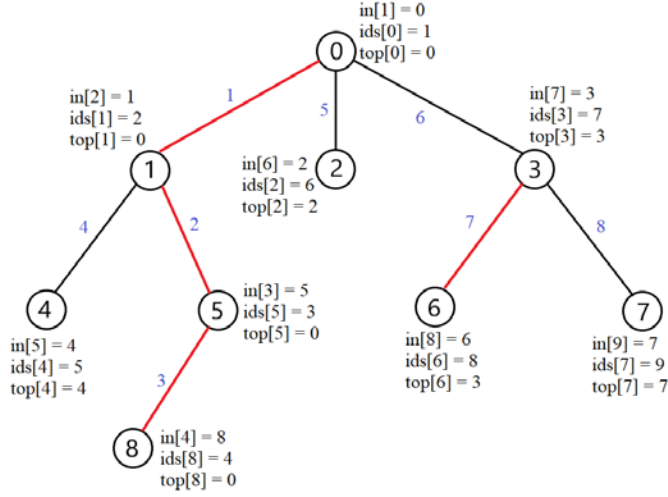 in[1] = 0
ids[0] = 1
top[0] = 0
0
1
5
6
in[2] = 1
ids[1] = 2
top[1] = 0
1
in[6] = 2
ids[2] = 6
top[2] = 2
2
in[7] = 3
ids[3] = 7
top[3] = 3
3
4
2
7
8
4
in[5] = 4
ids[4] = 5
top[4] = 4
5
in[3] = 5
ids[5] = 3
top[5] = 0
6
in[8] = 6
ids[6] = 8
top[6] = 3
7
in[9] = 7
ids[7] = 9
top[7] = 7
3
8
in[4] = 8
ids[8] = 4
top[8] = 0